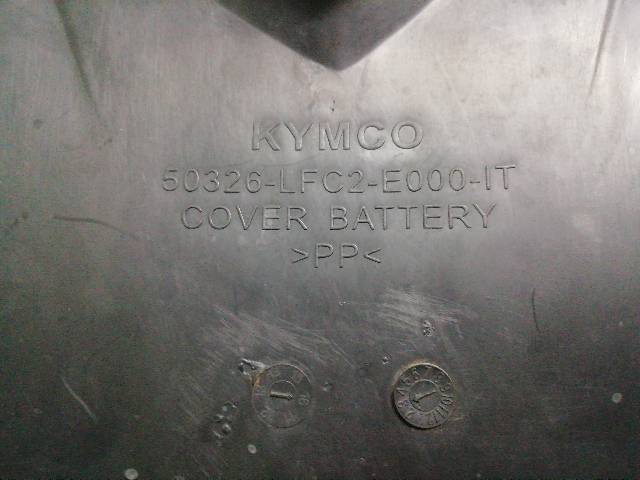 KYMCO
50326-LFC2-E000-IT
COVER BATTERY
>PP<